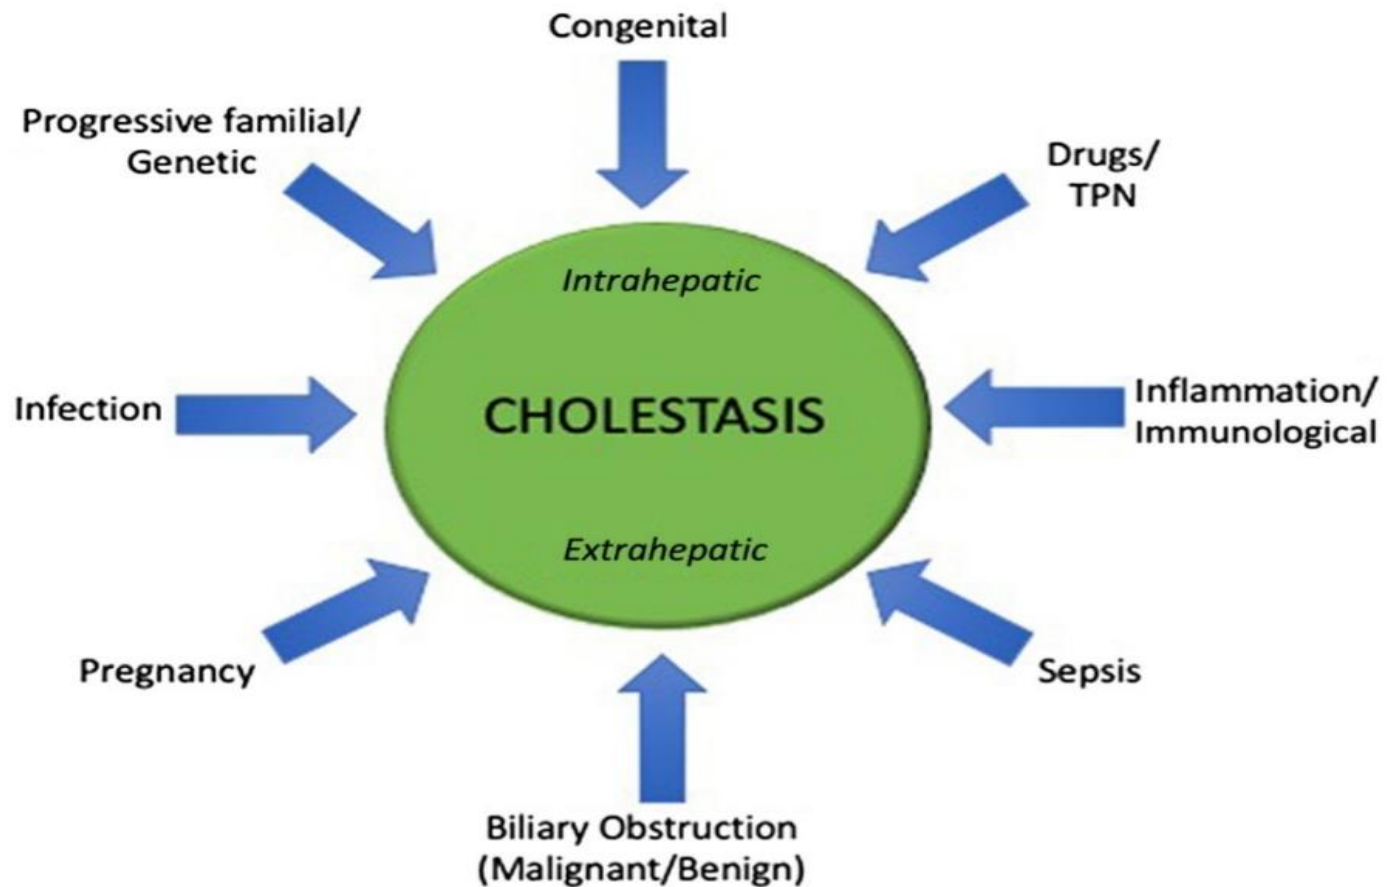 Congenital
Progressive familial/
Genetic
Drugs/
TPN
Intrahepatic
Infection
CHOLESTASIS
Inflammation/
Immunological
Extrahepatic
Pregnancy
Sepsis
Biliary Obstruction
(Malignant/Benign)